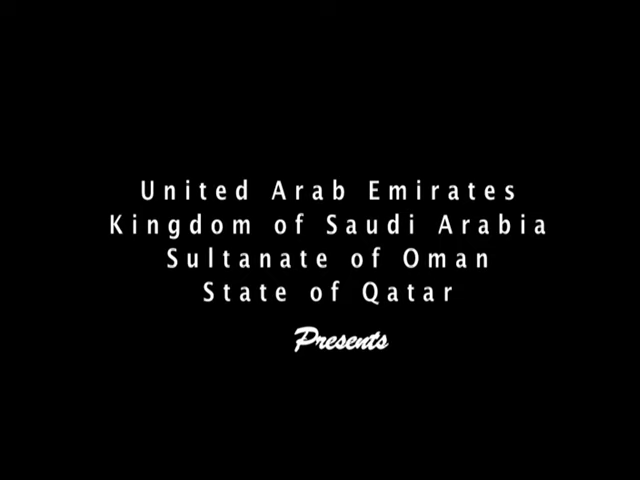 United Arab Emirates
Kingdom of Saudi Arabia
Sultanate of Oman
State of Qatar
Presents